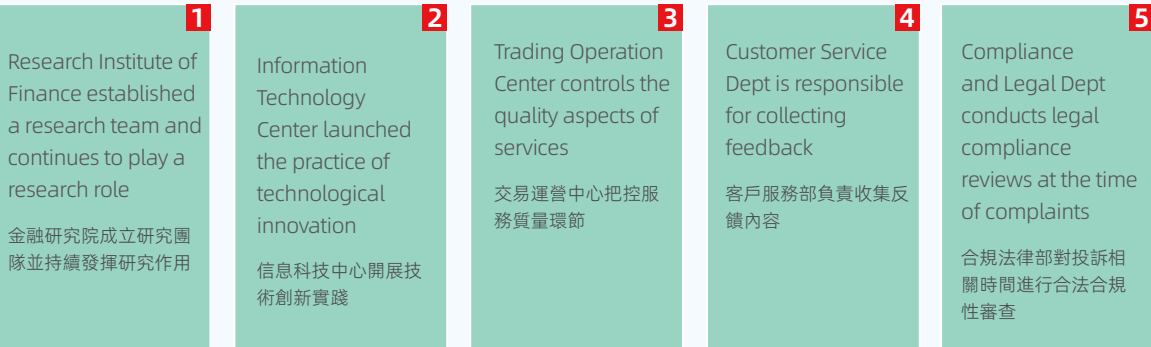 1
Research Institute of
Finance established
a research team and
continues to play a
research role
金融研究院成立研究團
隊並持續發揮研究作用
2
Information
Technology
Center launched
the practice of
technological
innovation
信息科技中心開展技
術創新實踐
3
Trading Operation
Center controls the
quality aspects of
services
交易運營中心把控服
務質量環節
4
Customer Service
Dept is responsible
for collecting
feedback
客戶服務部負責收集反
饋內容
5
Compliance
and Legal Dept
conducts legal
compliance
reviews at the time
of complaints
合規法律部對投訴相
關時間進行合法合規
性審查